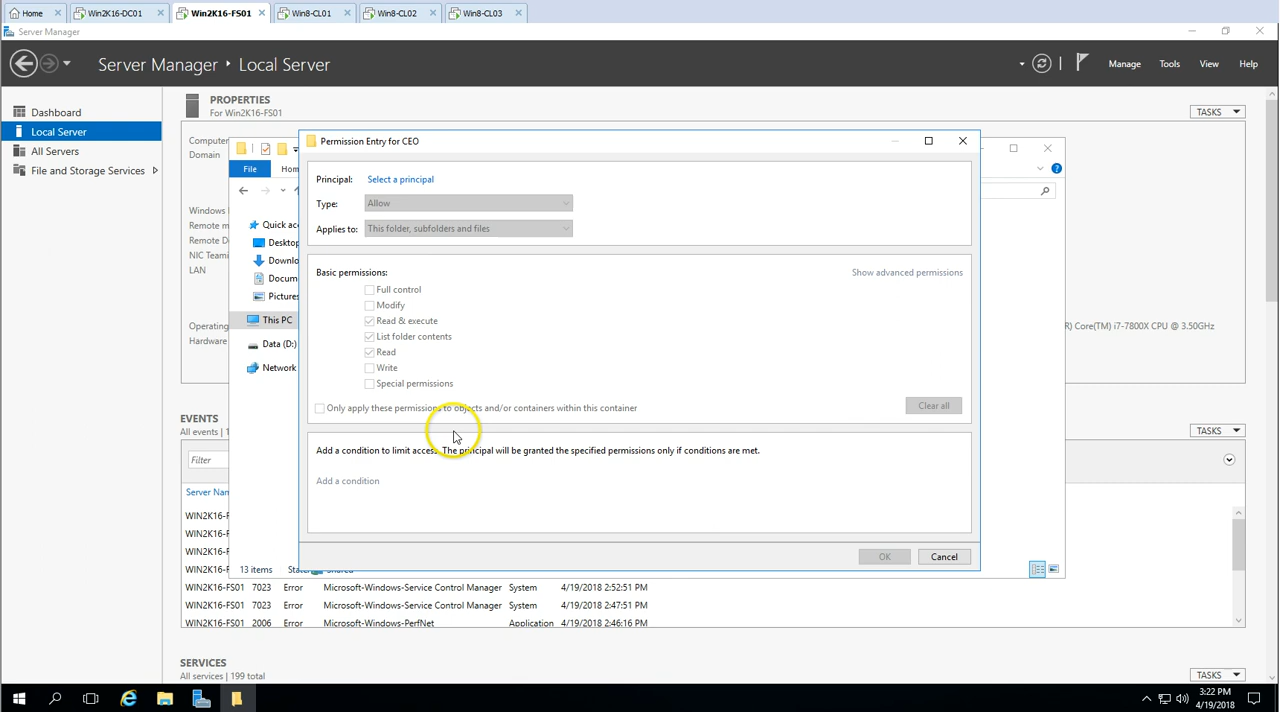 Home
Win2K16-DC01
Win2K16-FS01
Win8-CL01
Win8-CL02
Win8-CL03
Server Manager
Server Manager
Local Server
Manage
Tools
View
Help
Dashboard
Local Server
All Servers
File and Storage Services
PROPERTIES
For Win2K16-FS01
TASKS
Computer
Domain
Windows
Remote m
Remote D
NIC Teami
LAN
Operating
Hardware
R) Core(TM) i7-7800X CPU @ 3.50GHz
File
Hom
Quick acc
Desktop
Downlo
Docum
Pictures
This PC
Data (D:)
Network
13 items
Permission Entry for CEO
Principal:
Select a principal
Type:
Allow
Applies to:
This folder, subfolders and files
Basic permissions:
Show advanced permissions
Full control
Modify
Read & execute
List folder contents
Read
Write
Special permissions
Only apply these permissions to objects and/or containers within this container
Clear all
Add a condition to limit access. The principal will be granted the specified permissions only if conditions are met.
Add a condition
OK
Cancel
EVENTS
All events | 1
TASKS
Filter
Server Nam
WIN2K16-F
WIN2K16-F
WIN2K16-F
WIN2K16-FS01 7023 Error Microsoft-Windows-Service Control Manager System 4/19/2018 2:52:51 PM
WIN2K16-FS01 7023 Error Microsoft-Windows-Service Control Manager System 4/19/2018 2:47:51 PM
WIN2K16-FS01 2006 Error Microsoft-Windows-PerfNet Application 4/19/2018 2:46:16 PM
SERVICES
All services | 199 total
TASKS
3:22 PM
4/19/2018